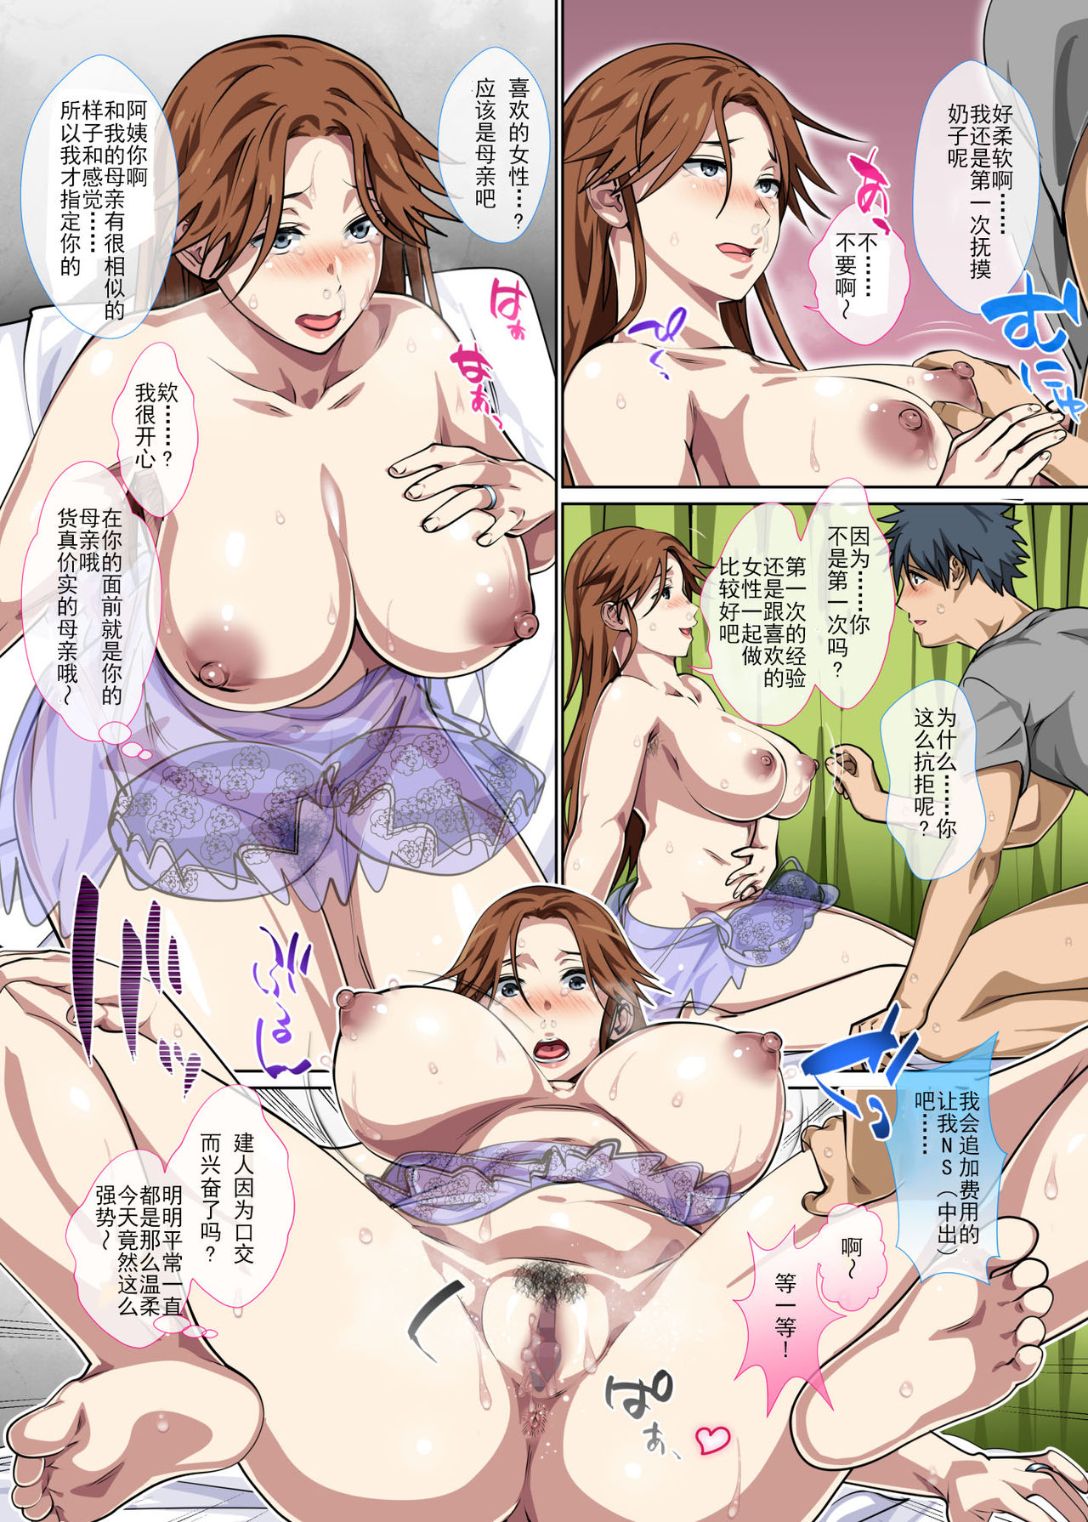 好柔软啊……
我还是第一次抚摸
奶子呢
不……
不要啊~
あぁっ
むにゃ
因为……你
不是第一次吗？
第一次的经验
还是跟喜欢的
女性一起做
比较好吧
为什么……你
这么抗拒呢？
喜欢的女性…？
应该是母亲吧
阿姨你啊
和我的母亲有很相似的
样子和感觉……
所以我才指定你的
はぁ
はぁっ
欸……？
我很开心
在你的面前就是你的
母亲哦
货真价实的母亲哦~
我会追加费用的
让我NS（中出）
吧……
啊~
等一等！
ぶるん
建人因为口交
而兴奋了吗？
明明平常一直
都是那么温柔
今天竟然这么
强势~
ぱぁ